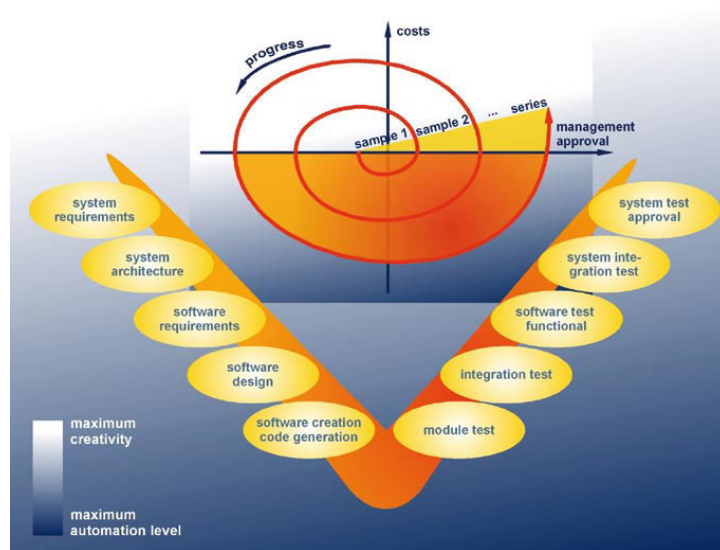 costs
progress
sample 1 sample 2 ... series
management
approval
system
requirements
system
architecture
software
requirements
software
design
software creation
code generation
system test
approval
system inte-
gration test
software test
functional
integration test
module test
maximum
creativity
maximum
automation level